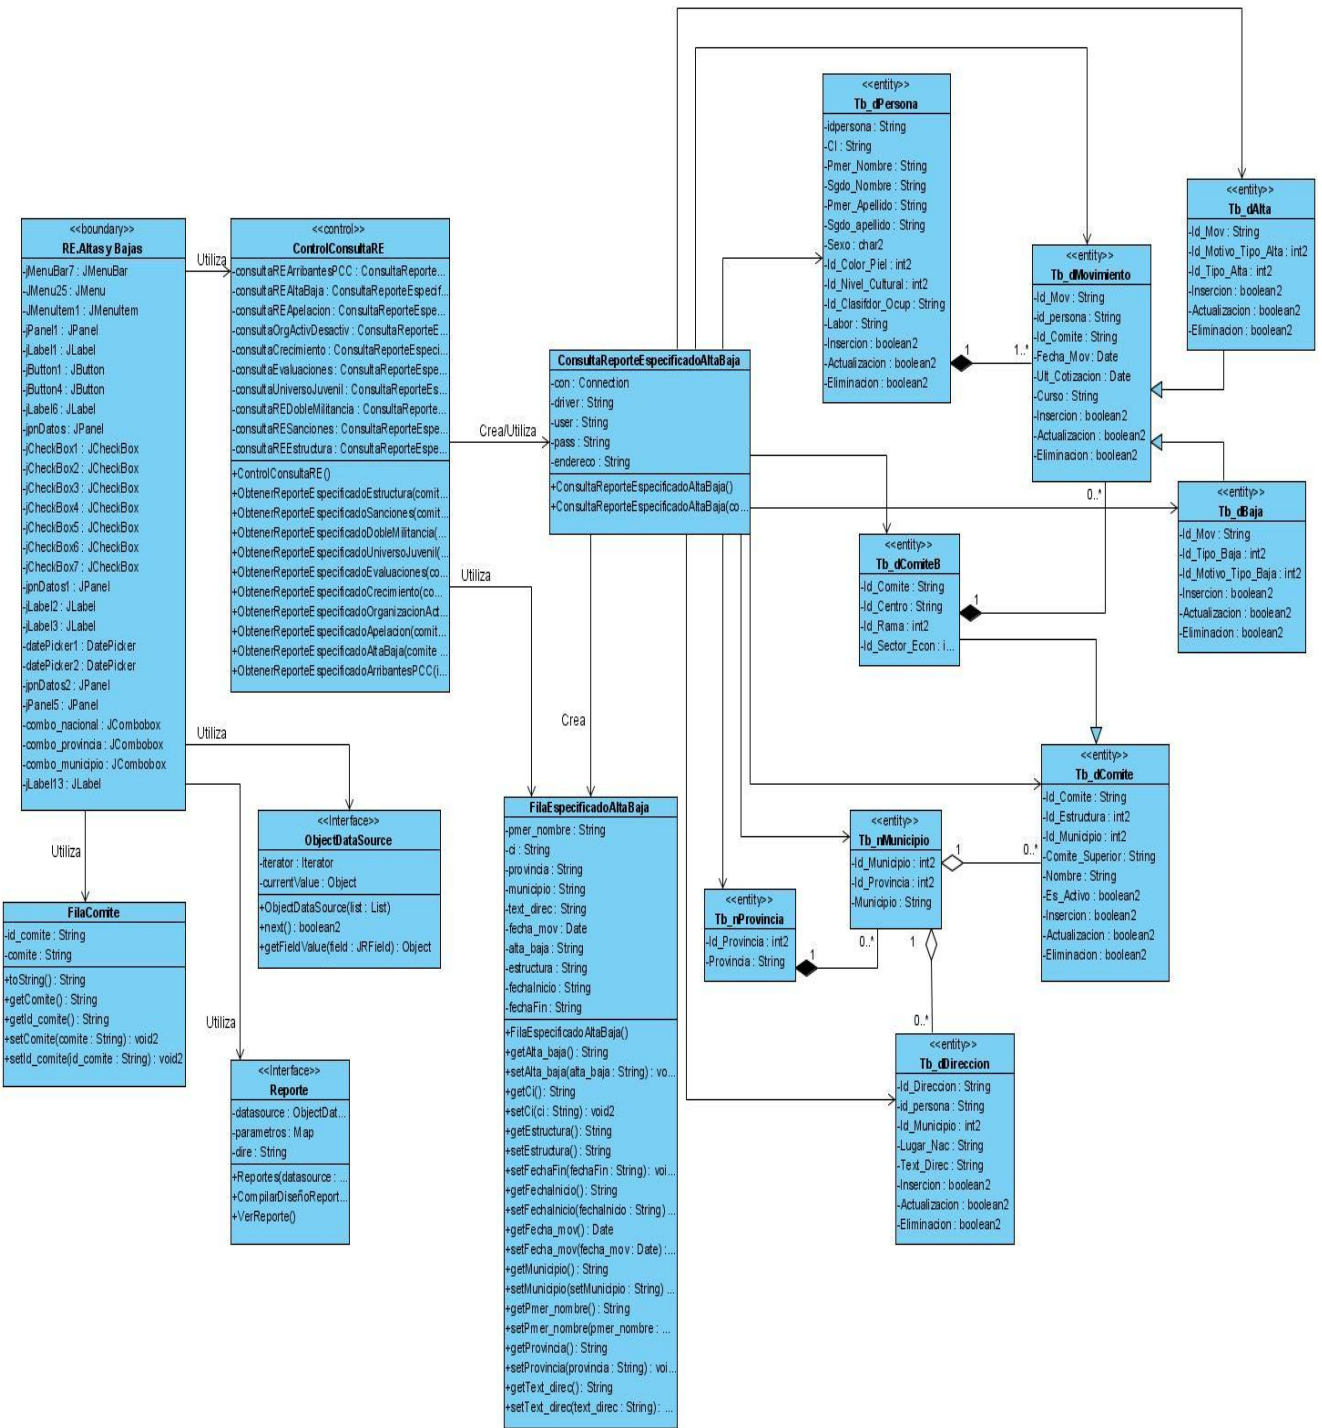 <<boundary>>
RE.Altas y Bajas
-jMenuBar7 : JMenuBar
-JMenu25 : JMenu
-JMenuItem1 : JMenuItem
-jPanel1 : JPanel
-jLabel1 : JLabel
-jButton1 : JButton
-jButton4 : JButton
-jLabel6 : JLabel
-jpnDatos : JPanel
-jCheckBox1 : JCheckBox
-jCheckBox2 : JCheckBox
-jCheckBox3 : JCheckBox
-jCheckBox4 : JCheckBox
-jCheckBox5 : JCheckBox
-jCheckBox6 : JCheckBox
-jCheckBox7 : JCheckBox
-jpnDatos1 : JPanel
-jLabel2 : JLabel
-jLabel3 : JLabel
-datePicker1 : DatePicker
-datePicker2 : DatePicker
-jpnDatos2 : JPanel
-jPanel5 : JPanel
-combo_nacional : JCombobox
-combo_provincia : JCombobox
-combo_municipio : JCombobox
-jLabel13 : JLabel
Utiliza
<<control>>
ControlConsultaRE
-consultaREArribantesPCC : ConsultaReporte...
-consultaREAltaBaja : ConsultaReporteEspecif...
-consultaREApelacion : ConsultaReporteEspe...
-consultaOrgActivDesactiv : ConsultaReporteE...
-consultaCrecimiento : ConsultaReporteEspeci...
-consultaEvaluaciones : ConsultaReporteEspe...
-consultaUniversoJuvenil : ConsultaReporteEs...
-consultaREDobleMilitancia : ConsultaReporte...
-consultaRESanciones : ConsultaReporteEspe...
-consultaREEstructura : ConsultaReporteEspe...
+ControlConsultaRE()
+ObtenerReporteEspecificadoEstructura(comit...
+ObtenerReporteEspecificadoSanciones(comit...
+ObtenerReporteEspecificadoDobleMilitancia(...
+ObtenerReporteEspecificadoUniversoJuvenil(...
+ObtenerReporteEspecificadoEvaluaciones(co...
+ObtenerReporteEspecificadoCrecimiento(co...
+ObtenerReporteEspecificadoOrganizacionAct...
+ObtenerReporteEspecificadoApelacion(comit...
+ObtenerReporteEspecificadoAltaBaja(comite ...
+ObtenerReporteEspecificadoArribantesPCC(i...
Crea/Utiliza
Utiliza
ConsultaReporteEspecificadoAltaBaja
-con : Connection
-driver : String
-user : String
-pass : String
-endereco : String
+ConsultaReporteEspecificadoAltaBaja()
+ConsultaReporteEspecificadoAltaBaja(co...
Crea
<<entity>>
Tb_dPersona
-idpersona : String
-CI : String
-Pmer_Nombre : String
-Sgdo_Nombre : String
-Pmer_Apellido : String
-Sgdo_apellido : String
-Sexo : char2
-Id_Color_Piel : int2
-Id_Nivel_Cultural : int2
-Id_Clasifdor_Ocup : String
-Labor : String
-Insercion : boolean2
-Actualizacion : boolean2
-Eliminacion : boolean2
1
1..*
<<entity>>
Tb_dMovimiento
-Id_Mov : String
-id_persona : String
-Id_Comite : String
-Fecha_Mov : Date
-Ult_Cotizacion : Date
-Curso : String
-Insercion : boolean2
-Actualizacion : boolean2
-Eliminacion : boolean2
0..*
<<entity>>
Tb_dAlta
-Id_Mov : String
-Id_Motivo_Tipo_Alta : int2
-Id_Tipo_Alta : int2
-Insercion : boolean2
-Actualizacion : boolean2
-Eliminacion : boolean2
<<entity>>
Tb_dBaja
-Id_Mov : String
-Id_Tipo_Baja : int2
-Id_Motivo_Tipo_Baja : int2
-Insercion : boolean2
-Actualizacion : boolean2
-Eliminacion : boolean2
<<entity>>
Tb_dComiteB
-Id_Comite : String
-Id_Centro : String
-Id_Rama : int2
-Id_Sector_Econ : i...
1
<<entity>>
Tb_dComite
-Id_Comite : String
-Id_Estructura : int2
-Id_Municipio : int2
-Comite_Superior : String
-Nombre : String
-Es_Activo : boolean2
-Insercion : boolean2
-Actualizacion : boolean2
-Eliminacion : boolean2
<<entity>>
Tb_nMunicipio
-Id_Municipio : int2
-Id_Provincia : int2
-Municipio : String
1
0..*
0..*
1
<<entity>>
Tb_nProvincia
-Id_Provincia : int2
-Provincia : String
1
0..*
<<entity>>
Tb_dDireccion
-Id_Direccion : String
-id_persona : String
-Id_Municipio : int2
-Lugar_Nac : String
-Text_Direc : String
-Insercion : boolean2
-Actualizacion : boolean2
-Eliminacion : boolean2
Utiliza
Utiliza
Utiliza
FilaComite
-id_comite : String
-comite : String
+toString() : String
+getComite() : String
+getId_comite() : String
+setComite(comite : String) : void2
+setId_comite(id_comite : String) : void2
<<Interface>>
ObjectDataSource
-iterator : Iterator
-currentValue : Object
+ObjectDataSource(list : List)
+next() : boolean2
+getFieldValue(field : JRField) : Object
<<Interface>>
Reporte
-datasource : ObjectDat...
-parametros : Map
-dire : String
+Reportes(datasource : ...
+CompilarDiseñoReport...
+VerReporte()
FilaEspecificadoAltaBaja
-pmer_nombre : String
-ci : String
-provincia : String
-municipio : String
-text_direc : String
-fecha_mov : Date
-alta_baja : String
-estructura : String
-fechaInicio : String
-fechaFin : String
+FilaEspecificadoAltaBaja()
+getAlta_baja() : String
+setAlta_baja(alta_baja : String) : vo...
+getCi() : String
+setCi(ci : String) : void2
+getEstructura() : String
+setEstructura() : String
+setFechaFin(fechaFin : String) : voi...
+getFechaInicio() : String
+setFechaInicio(fechaInicio : String) ...
+getFecha_mov() : Date
+setFecha_mov(fecha_mov : Date) :...
+getMunicipio() : String
+setMunicipio(setMunicipio : String) ...
+getPmer_nombre() : String
+setPmer_nombre(pmer_nombre : ...
+getProvincia() : String
+setProvincia(provincia : String) : voi...
+getText_direc() : String
+setText_direc(text_direc : String) : ...